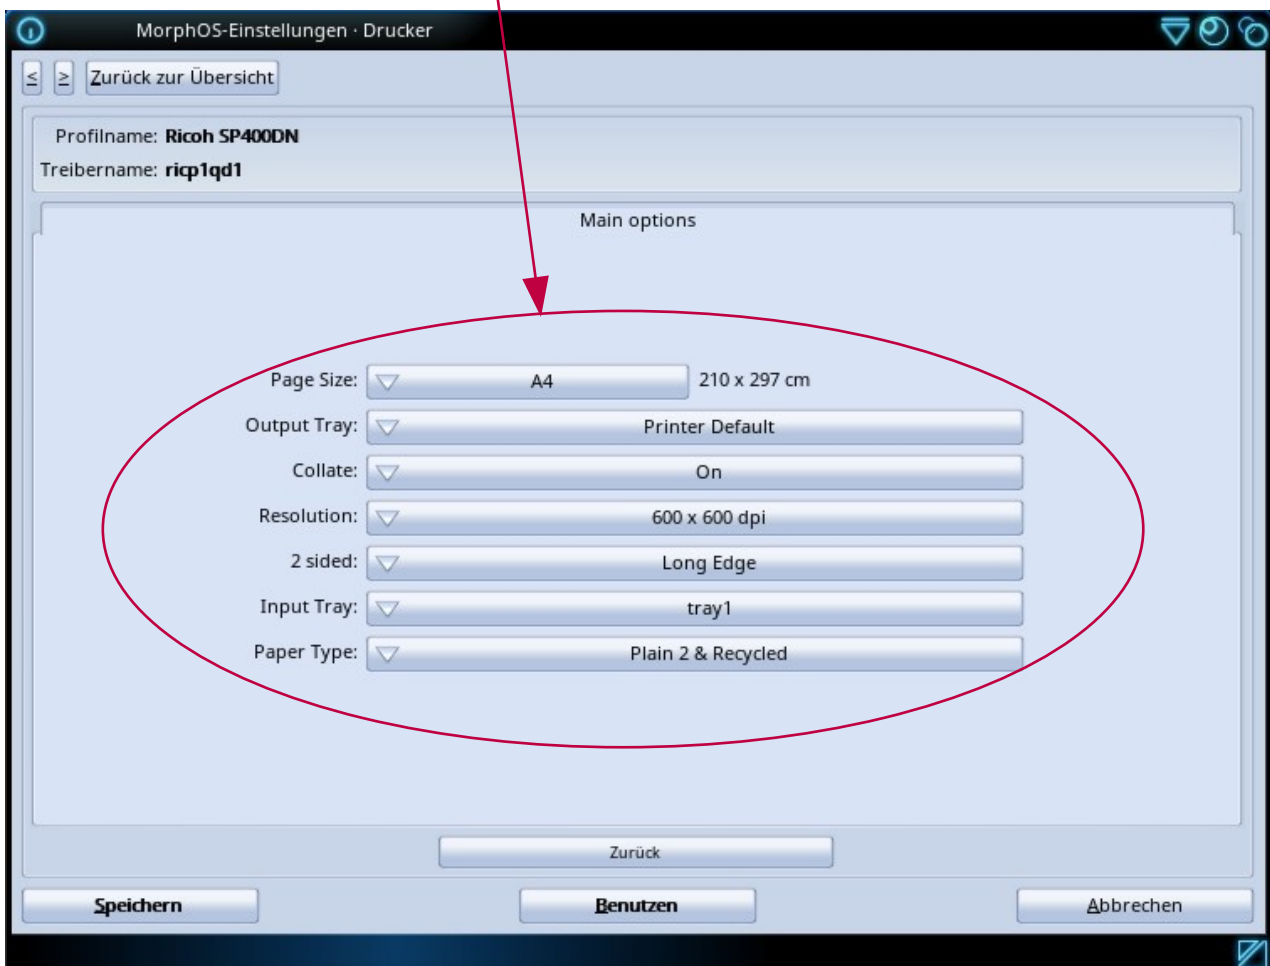 MorphOS-Einstellungen · Drucker
< > Zurück zur Übersicht
Profilname: Ricoh SP400DN
Treibername: ricp1qd1
Main options
Page Size: A4 210 x 297 cm
Output Tray: Printer Default
Collate: On
Resolution: 600 x 600 dpi
2 sided: Long Edge
Input Tray: tray1
Paper Type: Plain 2 & Recycled
Zurück
Speichern Benutzen Abbrechen